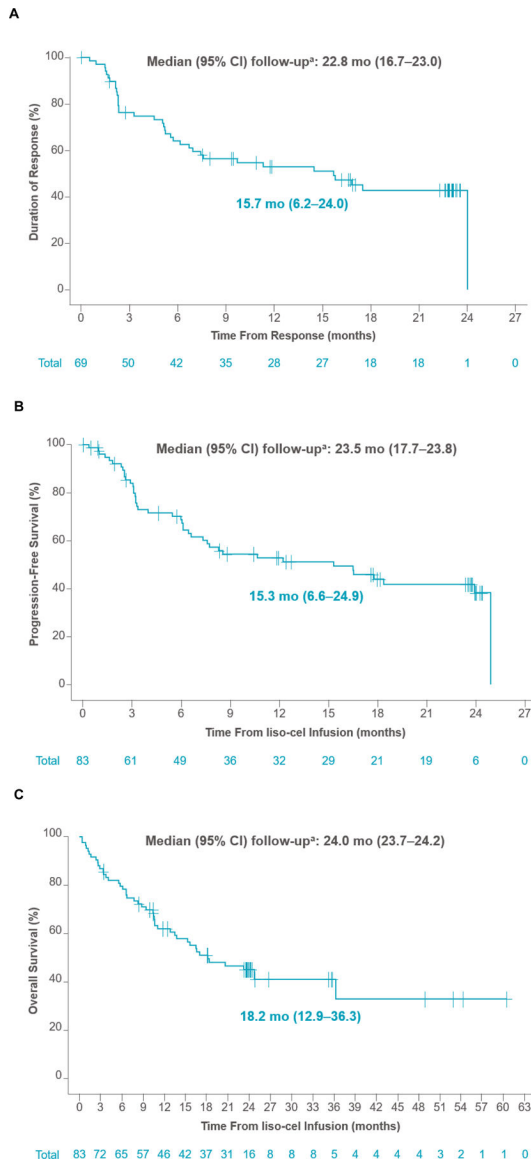 A
Median (95% CI) follow-upᵃ: 22.8 mo (16.7–23.0)
Duration of Response (%)
100
80
60
40
20
0
15.7 mo (6.2–24.0)
0 3 6 9 12 15 18 21 24 27
Time From Response (months)
Total 69 50 42 35 28 27 18 18 1 0
B
Median (95% CI) follow-upᵃ: 23.5 mo (17.7–23.8)
Progression-Free Survival (%)
100
80
60
40
20
0
15.3 mo (6.6–24.9)
0 3 6 9 12 15 18 21 24 27
Time From liso-cel Infusion (months)
Total 83 61 49 36 32 29 21 19 6 0
C
Median (95% CI) follow-upᵃ: 24.0 mo (23.7–24.2)
Overall Survival (%)
100
80
60
40
20
0
18.2 mo (12.9–36.3)
0 3 6 9 12 15 18 21 24 27 30 33 36 39 42 45 48 51 54 57 60 63
Time From liso-cel Infusion (months)
Total 83 72 65 57 46 42 37 31 16 8 8 8 5 4 4 4 4 3 2 1 1 0